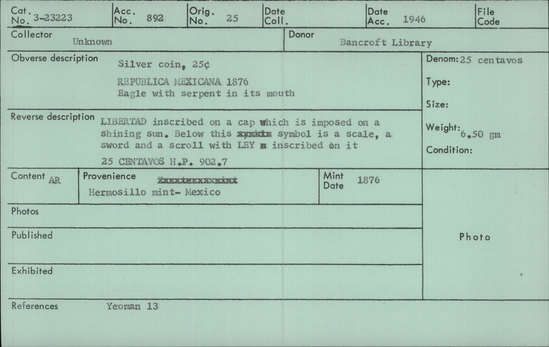 Cat. No. 3-23223 Acc. No. 892 Orig. No. 25 Date Coll. Date Acc. 1946 File Code
Collector Unknown Donor Bancroft Library
Obverse description Silver coin, 25¢ Denom: 25 centavos
REPUBLICA MEXICANA 1876 Type:
Eagle with serpent in its mouth
Size:
Reverse description LIBERTAD inscribed on a cap which is imposed on a
shining sun. Below this symbol is a scale, a Weight: 6.50 gm
sword and a scroll with LEY inscribed on it Condition:
25 CENTAVOS H.P. 902.7
Content AR Provenience Mint Date 1876
Hermosillo mint- Mexico
Photos
Published Photo
Exhibited
References Yeoman 13